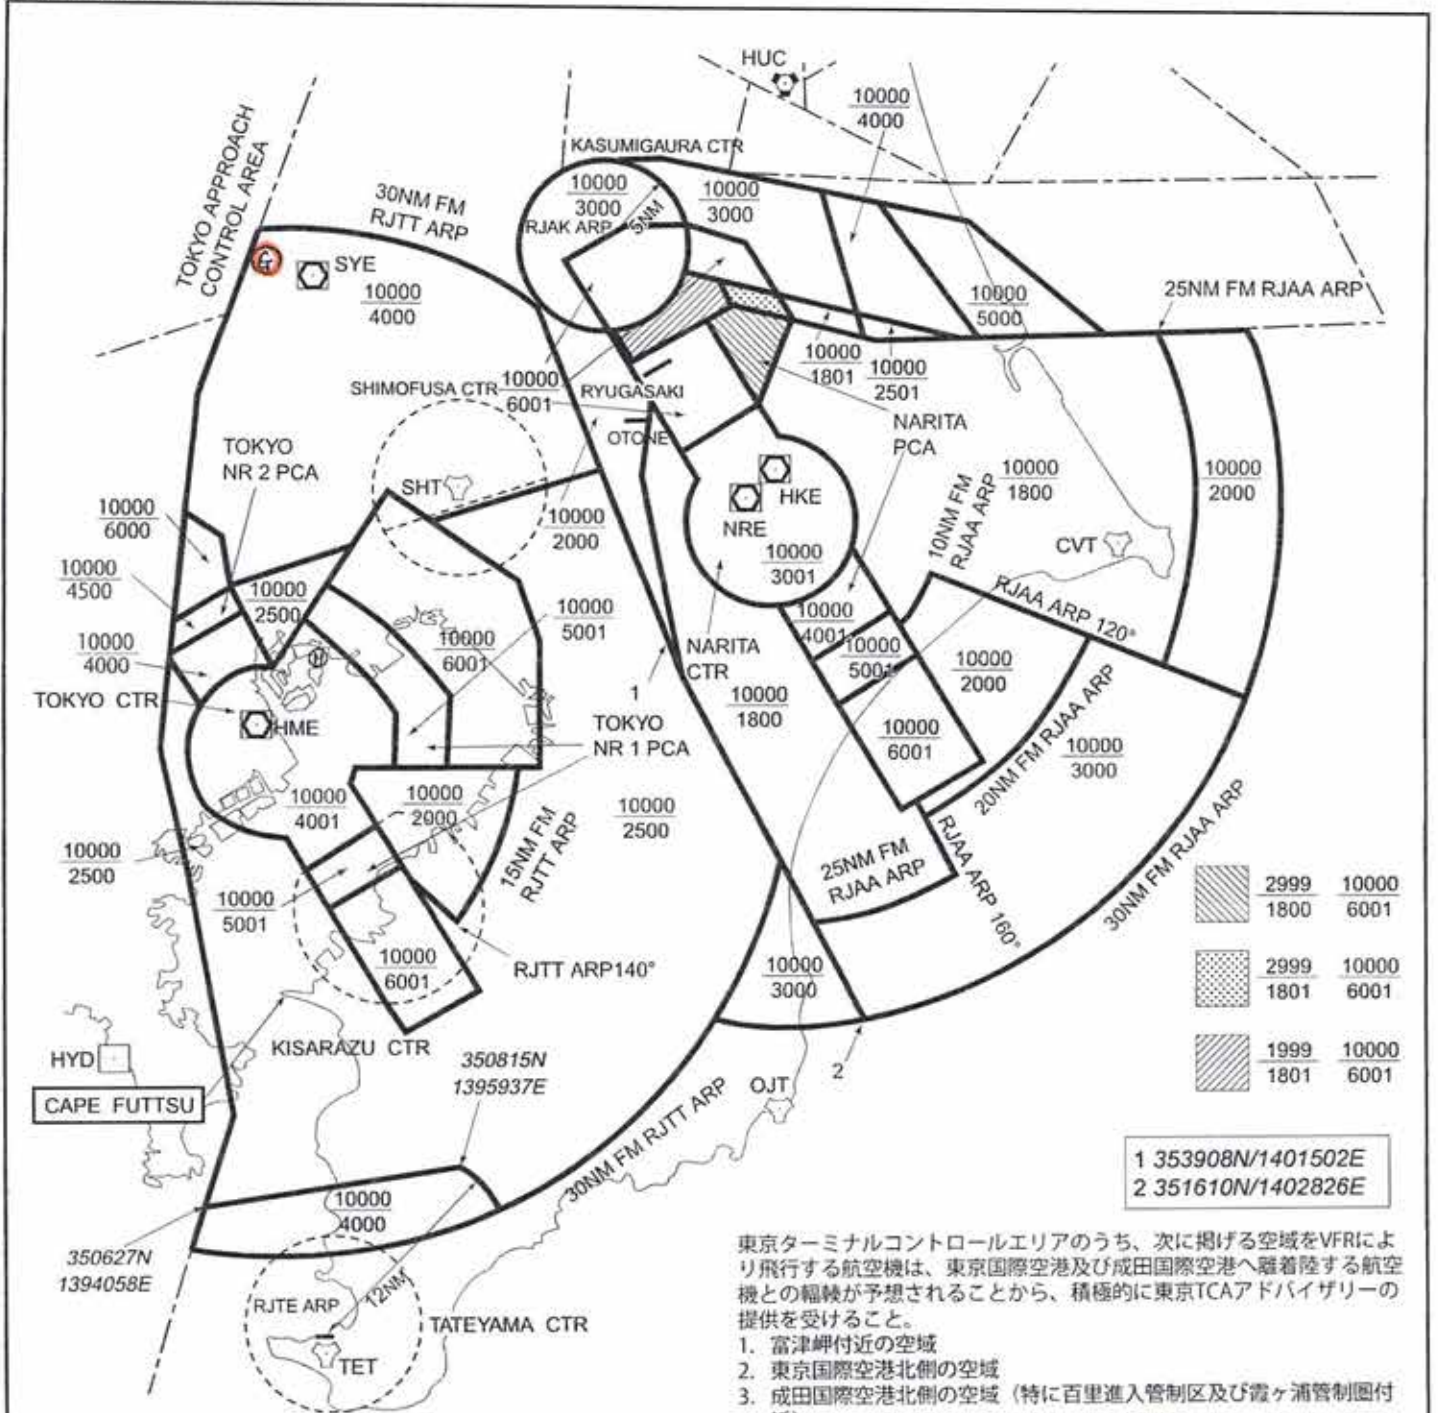 HUC
10000
4000
TOKYO APPROACH
CONTROL AREA
30NM FM
RJTT ARP
KASUMIGAURA CTR
10000
3000
RJAK ARP
5NM
10000
3000
SYE
10000
4000
10000
5000
25NM FM RJAA ARP
10000
1801
10000
2501
SHIMOFUSA CTR
10000
6001
RYUGASAKI
OTONE
NARITA
PCA
TOKYO
NR 2 PCA
SHT
HKE
NRE
10000
3001
10NM FM
RJAA ARP
10000
1800
10000
2000
CVT
10000
6000
10000
2000
10000
4500
10000
2500
10000
5001
10000
6001
10000
4001
RJAA ARP 120°
10000
4000
10000
5001
NARITA
CTR
10000
2000
TOKYO CTR
HME
1
10000
1800
TOKYO
NR 1 PCA
10000
6001
10000
3000
20NM FM RJAA ARP
10000
4001
10000
2000
10000
2500
15NM FM
RJTT ARP
10000
2500
25NM FM
RJAA ARP
RJAA ARP 160°
30NM FM RJAA ARP
10000
5001
10000
6001
RJTT ARP140°
10000
3000
2999 10000
1800 6001
2999 10000
1801 6001
1999 10000
1801 6001
KISARAZU CTR
350815N
1395937E
HYD
CAPE FUTTSU
OJT
2
30NM FM RJTT ARP
1 353908N/1401502E
2 351610N/1402826E
10000
4000
350627N
1394058E
RJTE ARP
12NM
TATEYAMA CTR
TET
東京ターミナルコントロールエリアのうち、次に掲げる空域をVFRによ
り飛行する航空機は、東京国際空港及び成田国際空港へ離着陸する航空
機との輻輳が予想されることから、積極的に東京TCAアドバイザリーの
提供を受けること。
1. 富津岬付近の空域
2. 東京国際空港北側の空域
3. 成田国際空港北側の空域（特に百里進入管制区及び霞ヶ浦管制圏付